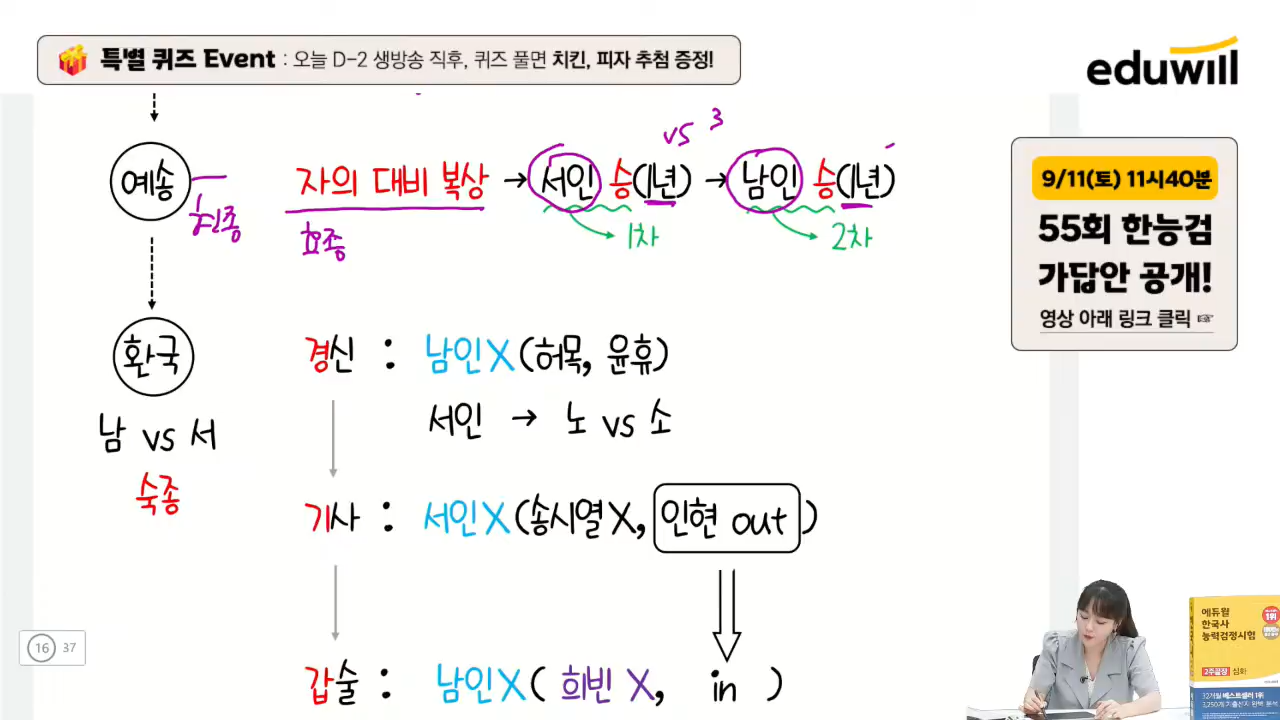 특별 퀴즈 Event : 오늘 D-2 생방송 직후, 퀴즈 풀면 치킨, 피자 추첨 증정!
eduwill
9/11(토) 11시40분
55회 한능검
가답안 공개!
영상 아래 링크 클릭 ☞
vs 3
예송 자의 대비 복상 → 서인 승(1년) → 남인 승(1년)
현종 효종 1차 2차
환국 경신 : 남인X(허목, 윤휴)
남 vs 서 서인 → 노 vs 소
숙종
기사 : 서인X(송시열X, 인현 out)
갑술 : 남인X( 희빈 X, in )
16 37
에듀윌
한국사
능력검정시험
2주끝장 심화